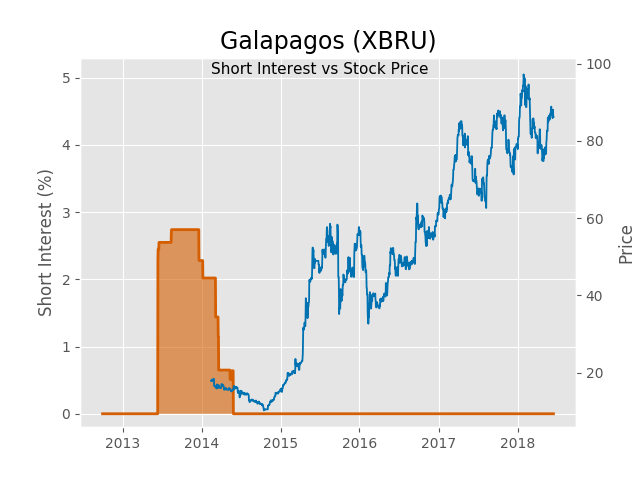 Galapagos (XBRU)
Short Interest vs Stock Price
Short Interest (%)
5
4
3
2
1
0
100
80
60
40
20
Price
2013 2014 2015 2016 2017 2018